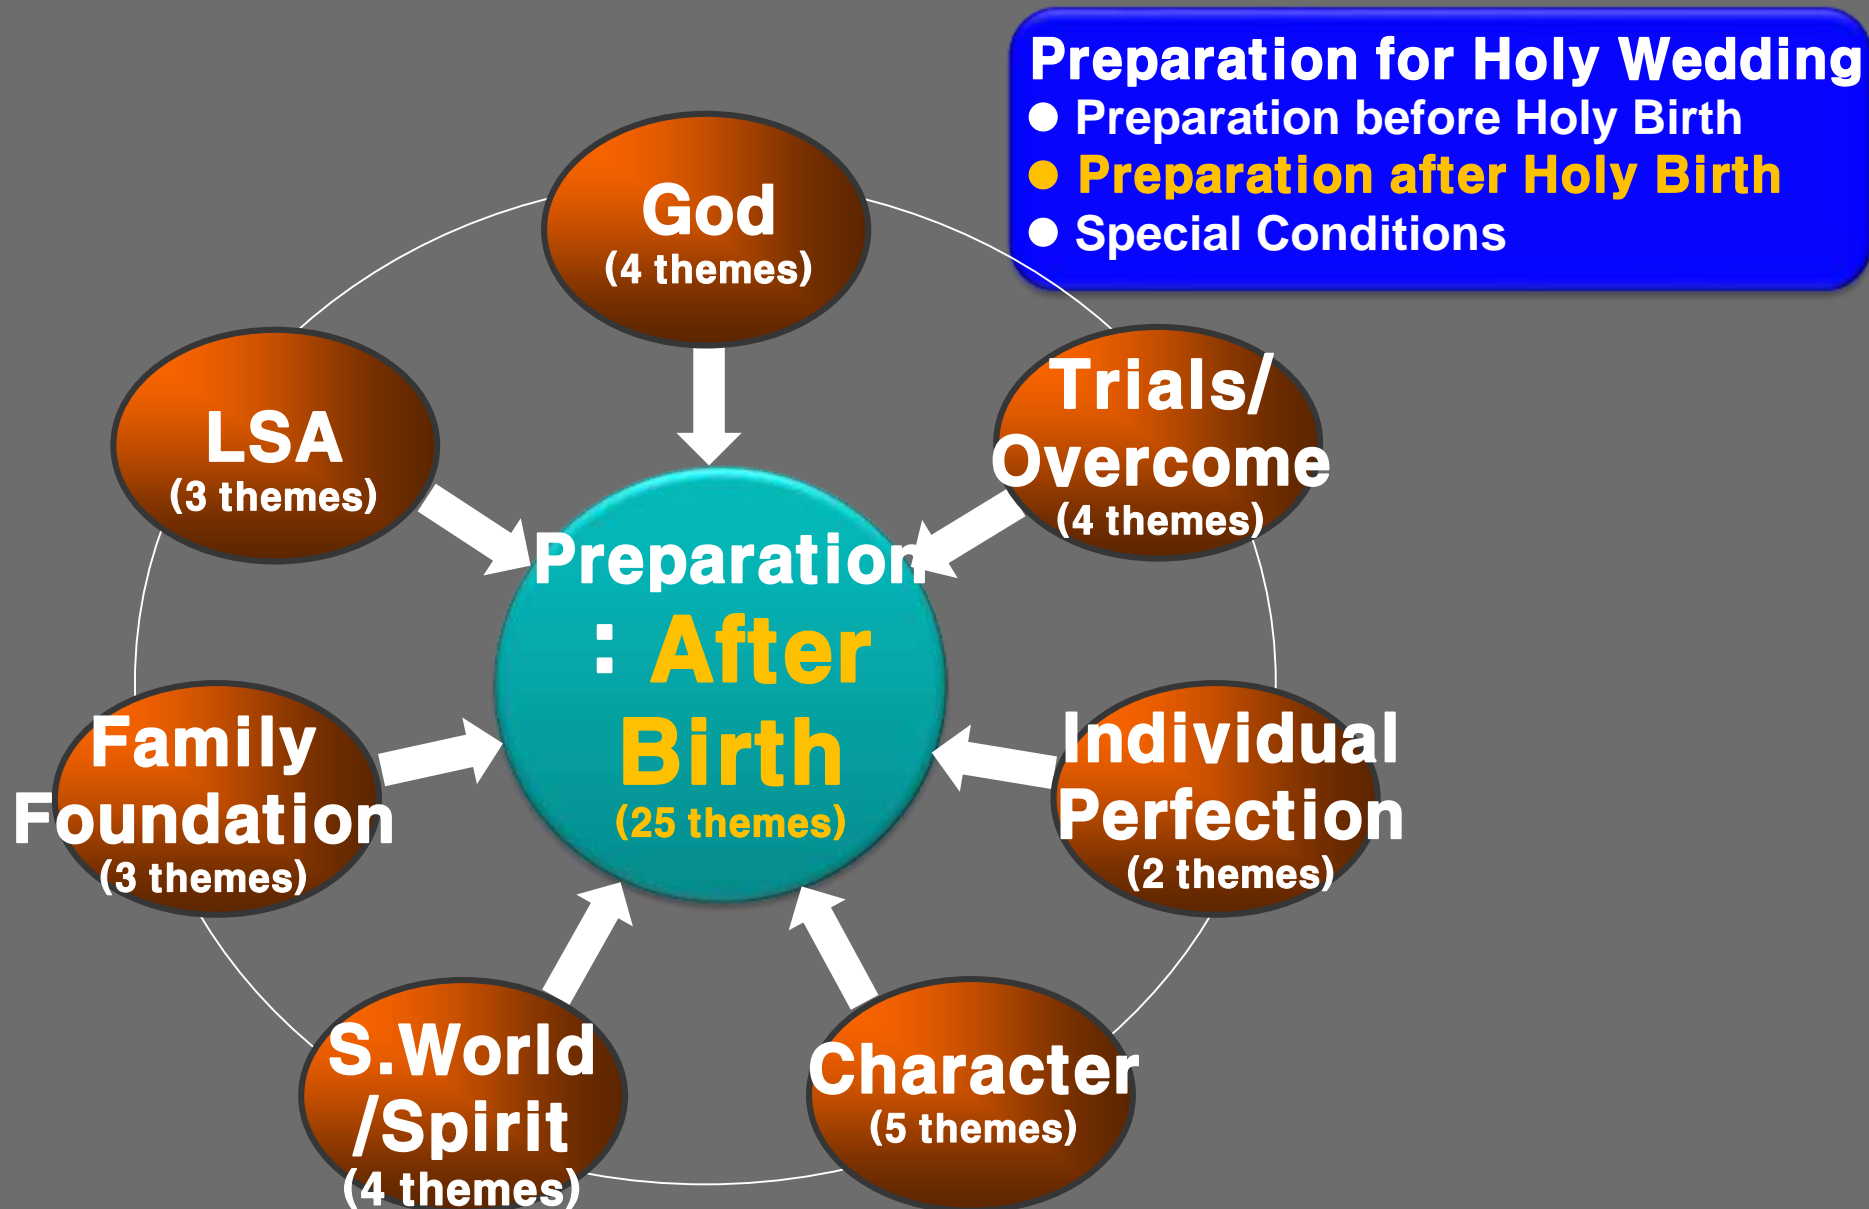 Preparation for Holy Wedding
● Preparation before Holy Birth
● Preparation after Holy Birth
● Special Conditions
God
(4 themes)
Trials/
Overcome
(4 themes)
LSA
(3 themes)
Preparation
: After
Birth
(25 themes)
Individual
Perfection
(2 themes)
Family
Foundation
(3 themes)
Character
(5 themes)
S.World
/Spirit
(4 themes)